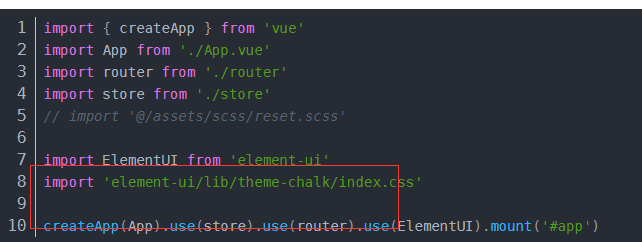 1 import { createApp } from 'vue'
2 import App from './App.vue'
3 import router from './router'
4 import store from './store'
5 // import '@/assets/scss/reset.scss'
6
7 import ElementUI from 'element-ui'
8 import 'element-ui/lib/theme-chalk/index.css'
9
10 createApp(App).use(store).use(router).use(ElementUI).mount('#app')